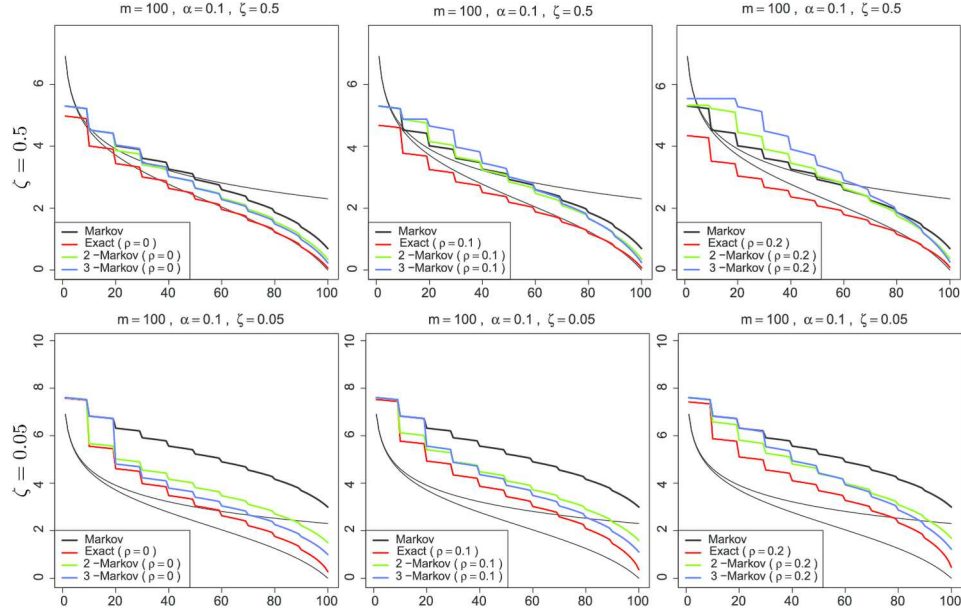 m = 100 , α = 0.1 , ζ = 0.5
m = 100 , α = 0.1 , ζ = 0.5
m = 100 , α = 0.1 , ζ = 0.5
ζ = 0.5
6
4
2
0
Markov
Exact ( ρ = 0 )
2 −Markov ( ρ = 0 )
3 −Markov ( ρ = 0 )
0 20 40 60 80 100
6
4
2
0
Markov
Exact ( ρ = 0.1 )
2 −Markov ( ρ = 0.1 )
3 −Markov ( ρ = 0.1 )
0 20 40 60 80 100
6
4
2
0
Markov
Exact ( ρ = 0.2 )
2 −Markov ( ρ = 0.2 )
3 −Markov ( ρ = 0.2 )
0 20 40 60 80 100
m = 100 , α = 0.1 , ζ = 0.05
m = 100 , α = 0.1 , ζ = 0.05
m = 100 , α = 0.1 , ζ = 0.05
ζ = 0.05
10
8
6
4
2
0
Markov
Exact ( ρ = 0 )
2 −Markov ( ρ = 0 )
3 −Markov ( ρ = 0 )
0 20 40 60 80 100
10
8
6
4
2
0
Markov
Exact ( ρ = 0.1 )
2 −Markov ( ρ = 0.1 )
3 −Markov ( ρ = 0.1 )
0 20 40 60 80 100
10
8
6
4
2
0
Markov
Exact ( ρ = 0.2 )
2 −Markov ( ρ = 0.2 )
3 −Markov ( ρ = 0.2 )
0 20 40 60 80 100